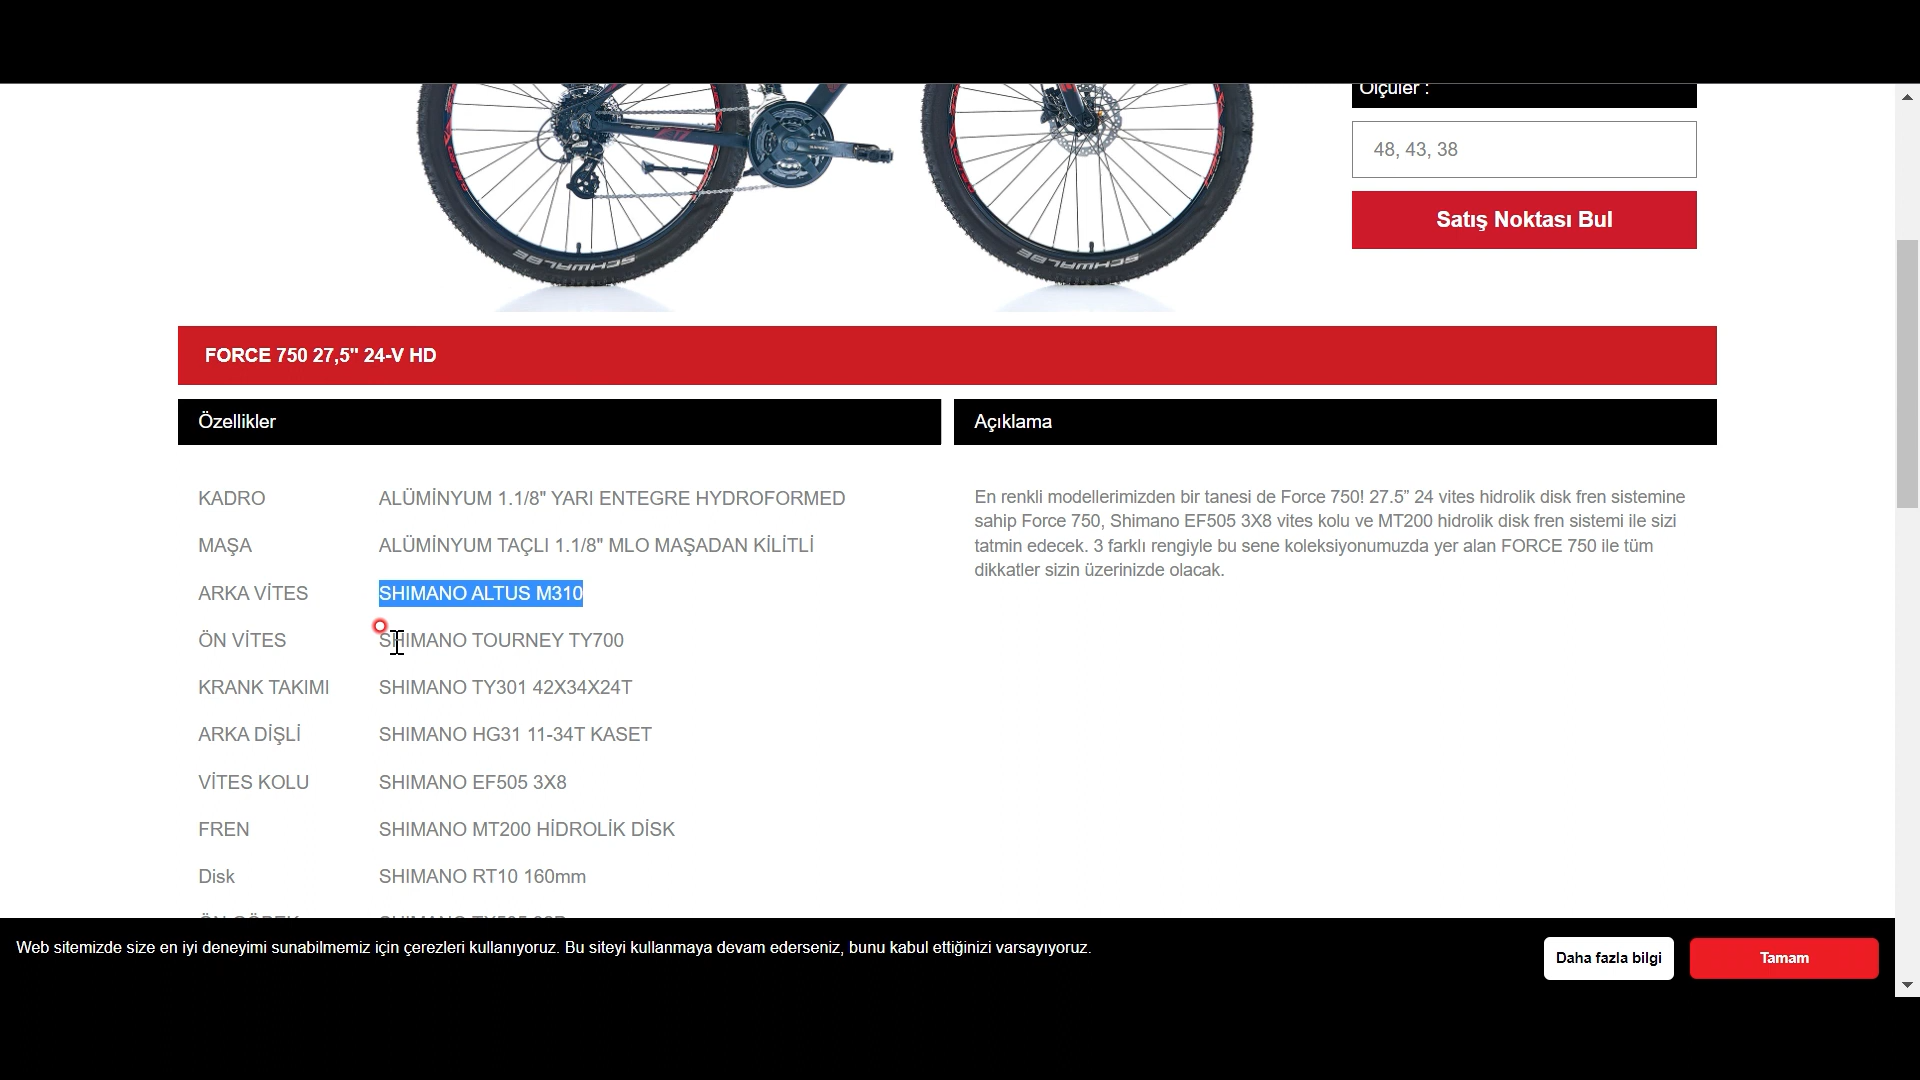 Ölçüler :
48, 43, 38
Satış Noktası Bul
SCHWALBE
SCHWALBE
FORCE 750 27,5" 24-V HD
Özellikler
Açıklama
KADRO ALÜMİNYUM 1.1/8" YARI ENTEGRE HYDROFORMED
MAŞA ALÜMİNYUM TAÇLI 1.1/8" MLO MAŞADAN KİLİTLİ
ARKA VİTES SHIMANO ALTUS M310
ÖN VİTES SHIMANO TOURNEY TY700
KRANK TAKIMI SHIMANO TY301 42X34X24T
ARKA DİŞLİ SHIMANO HG31 11-34T KASET
VİTES KOLU SHIMANO EF505 3X8
FREN SHIMANO MT200 HİDROLİK DİSK
Disk SHIMANO RT10 160mm
En renkli modellerimizden bir tanesi de Force 750! 27.5” 24 vites hidrolik disk fren sistemine
sahip Force 750, Shimano EF505 3X8 vites kolu ve MT200 hidrolik disk fren sistemi ile sizi
tatmin edecek. 3 farklı rengiyle bu sene koleksiyonumuzda yer alan FORCE 750 ile tüm
dikkatler sizin üzerinizde olacak.
Web sitemizde size en iyi deneyimi sunabilmemiz için çerezleri kullanıyoruz. Bu siteyi kullanmaya devam ederseniz, bunu kabul ettiğinizi varsayıyoruz.
Daha fazla bilgi
Tamam